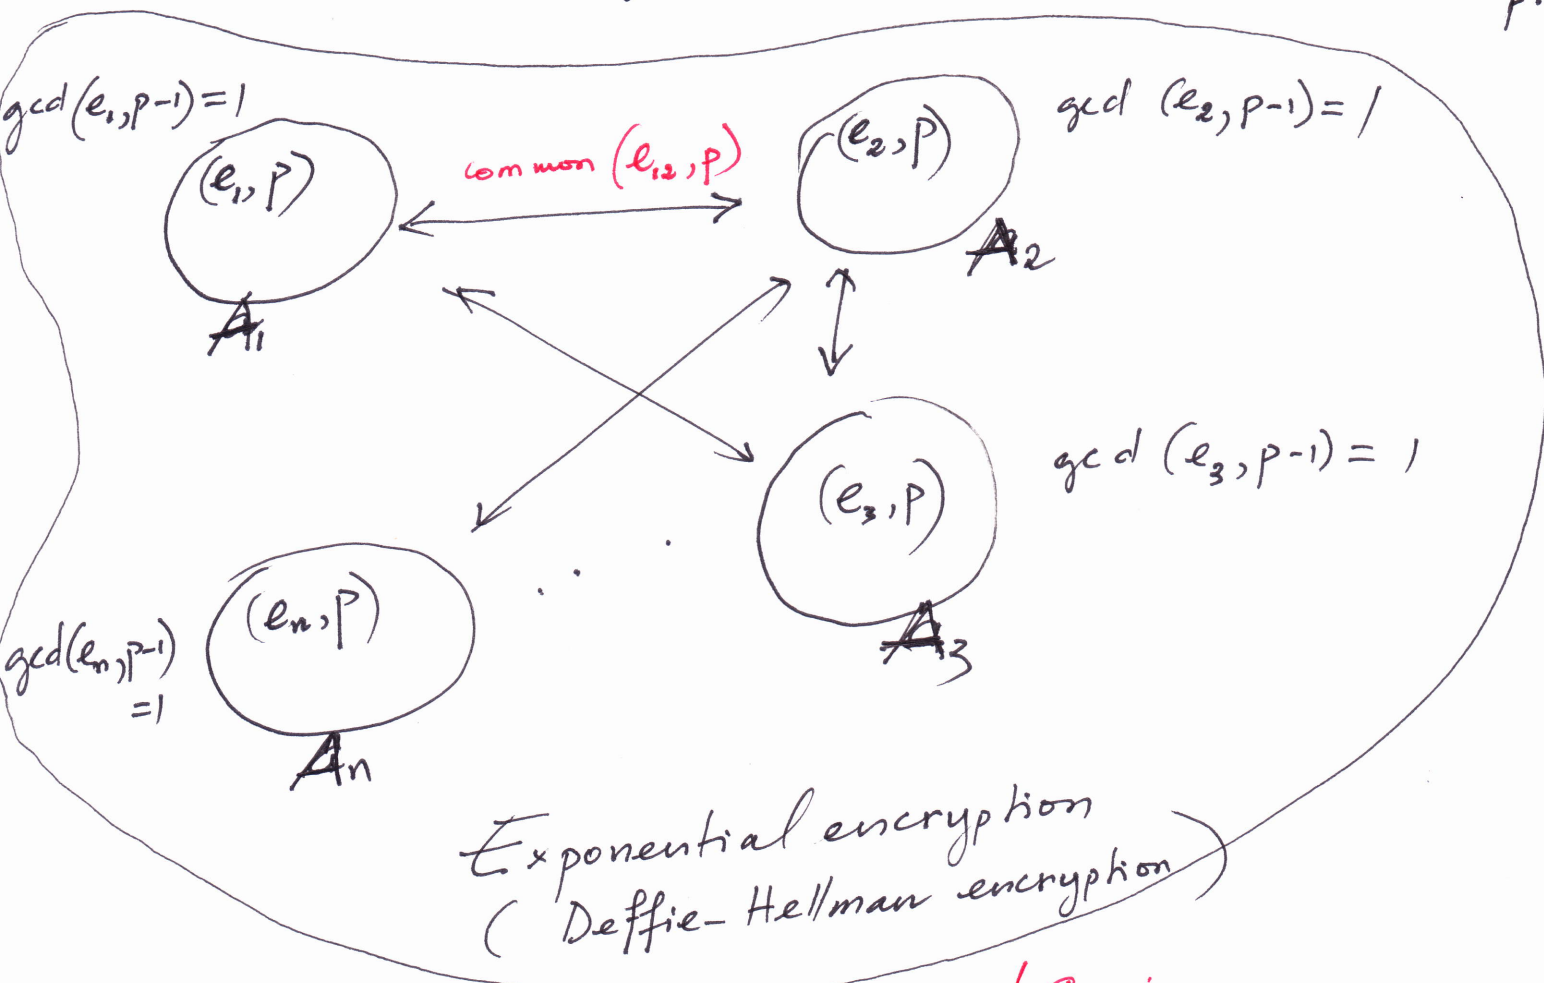 p.
gcd(e₁,p-1)=1
(e₁,p)
A₁
common (e₁₂,p)
(e₂,p)
A₂
gcd (e₂,p-1)=1
(e₃,p)
A₃
gcd (e₃,p-1)= 1
(eₙ,p)
gcd(eₙ,p-1)
=1
Aₙ
. . .
Exponential encryption
( Deffie-Hellman encryption )